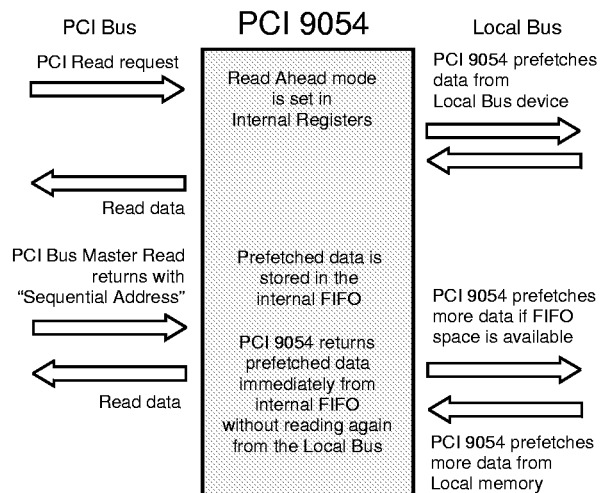 PCI Bus
PCI 9054
Local Bus
PCI Read request
Read Ahead mode
is set in
Internal Registers
PCI 9054 prefetches
data from
Local Bus device
Read data
PCI Bus Master Read
returns with
“Sequential Address”
Prefetched data is
stored in the
internal FIFO
PCI 9054 prefetches
more data if FIFO
space is available
PCI 9054 returns
prefetched data
immediately from
internal FIFO
without reading again
from the Local Bus
Read data
PCI 9054 prefetches
more data from
Local memory